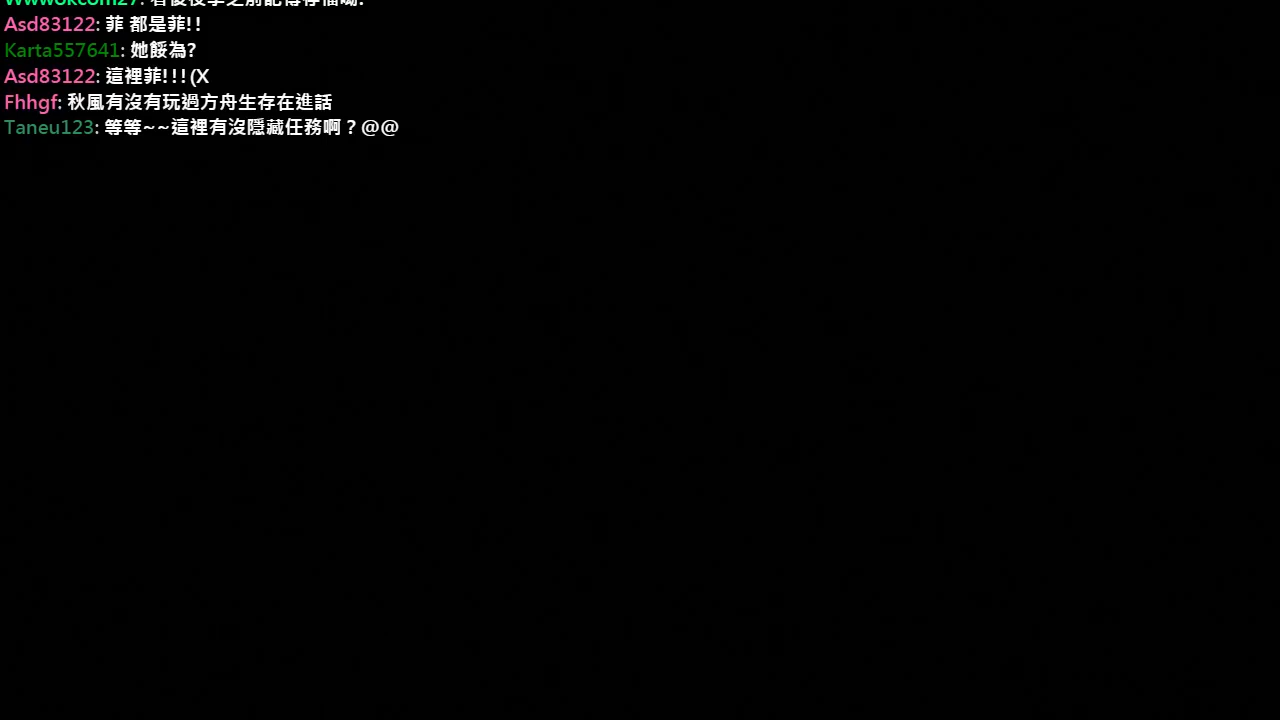 Asd83122: 菲 都是菲!!
Karta557641: 她餒為?
Asd83122: 這裡菲!!!(X
Fhhgf: 秋風有沒有玩過方舟生存在進話
Taneu123: 等等~~這裡有沒隱藏任務啊？@@